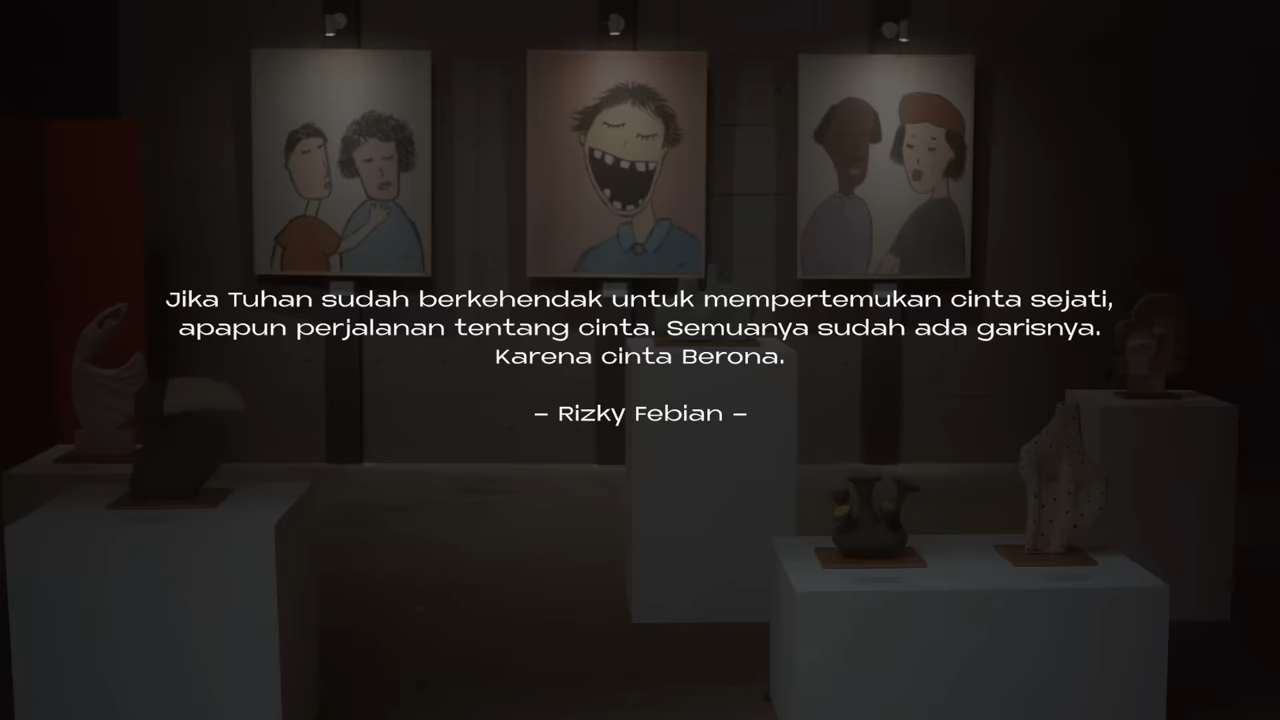 Jika Tuhan sudah berkehendak untuk mempertemukan cinta sejati,
apapun perjalanan tentang cinta. Semuanya sudah ada garisnya.
Karena cinta Berona.
– Rizky Febian –